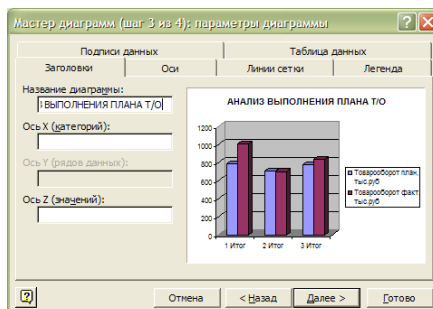 Мастер диаграмм (шаг 3 из 4): параметры диаграммы
Подписи данных Таблица данных
Заголовки Оси Линии сетки Легенда
Название диаграммы:
ВЫПОЛНЕНИЯ ПЛАНА Т/О
Ось X (категорий):
Ось Y (рядов данных):
Ось Z (значений):
АНАЛИЗ ВЫПОЛНЕНИЯ ПЛАНА Т/О
1200
1000
800
600
400
200
0
1 Итог 2 Итог 3 Итог
Товарооборот план, тыс.руб
Товарооборот факт тыс.руб
Отмена < Назад Далее > Готово